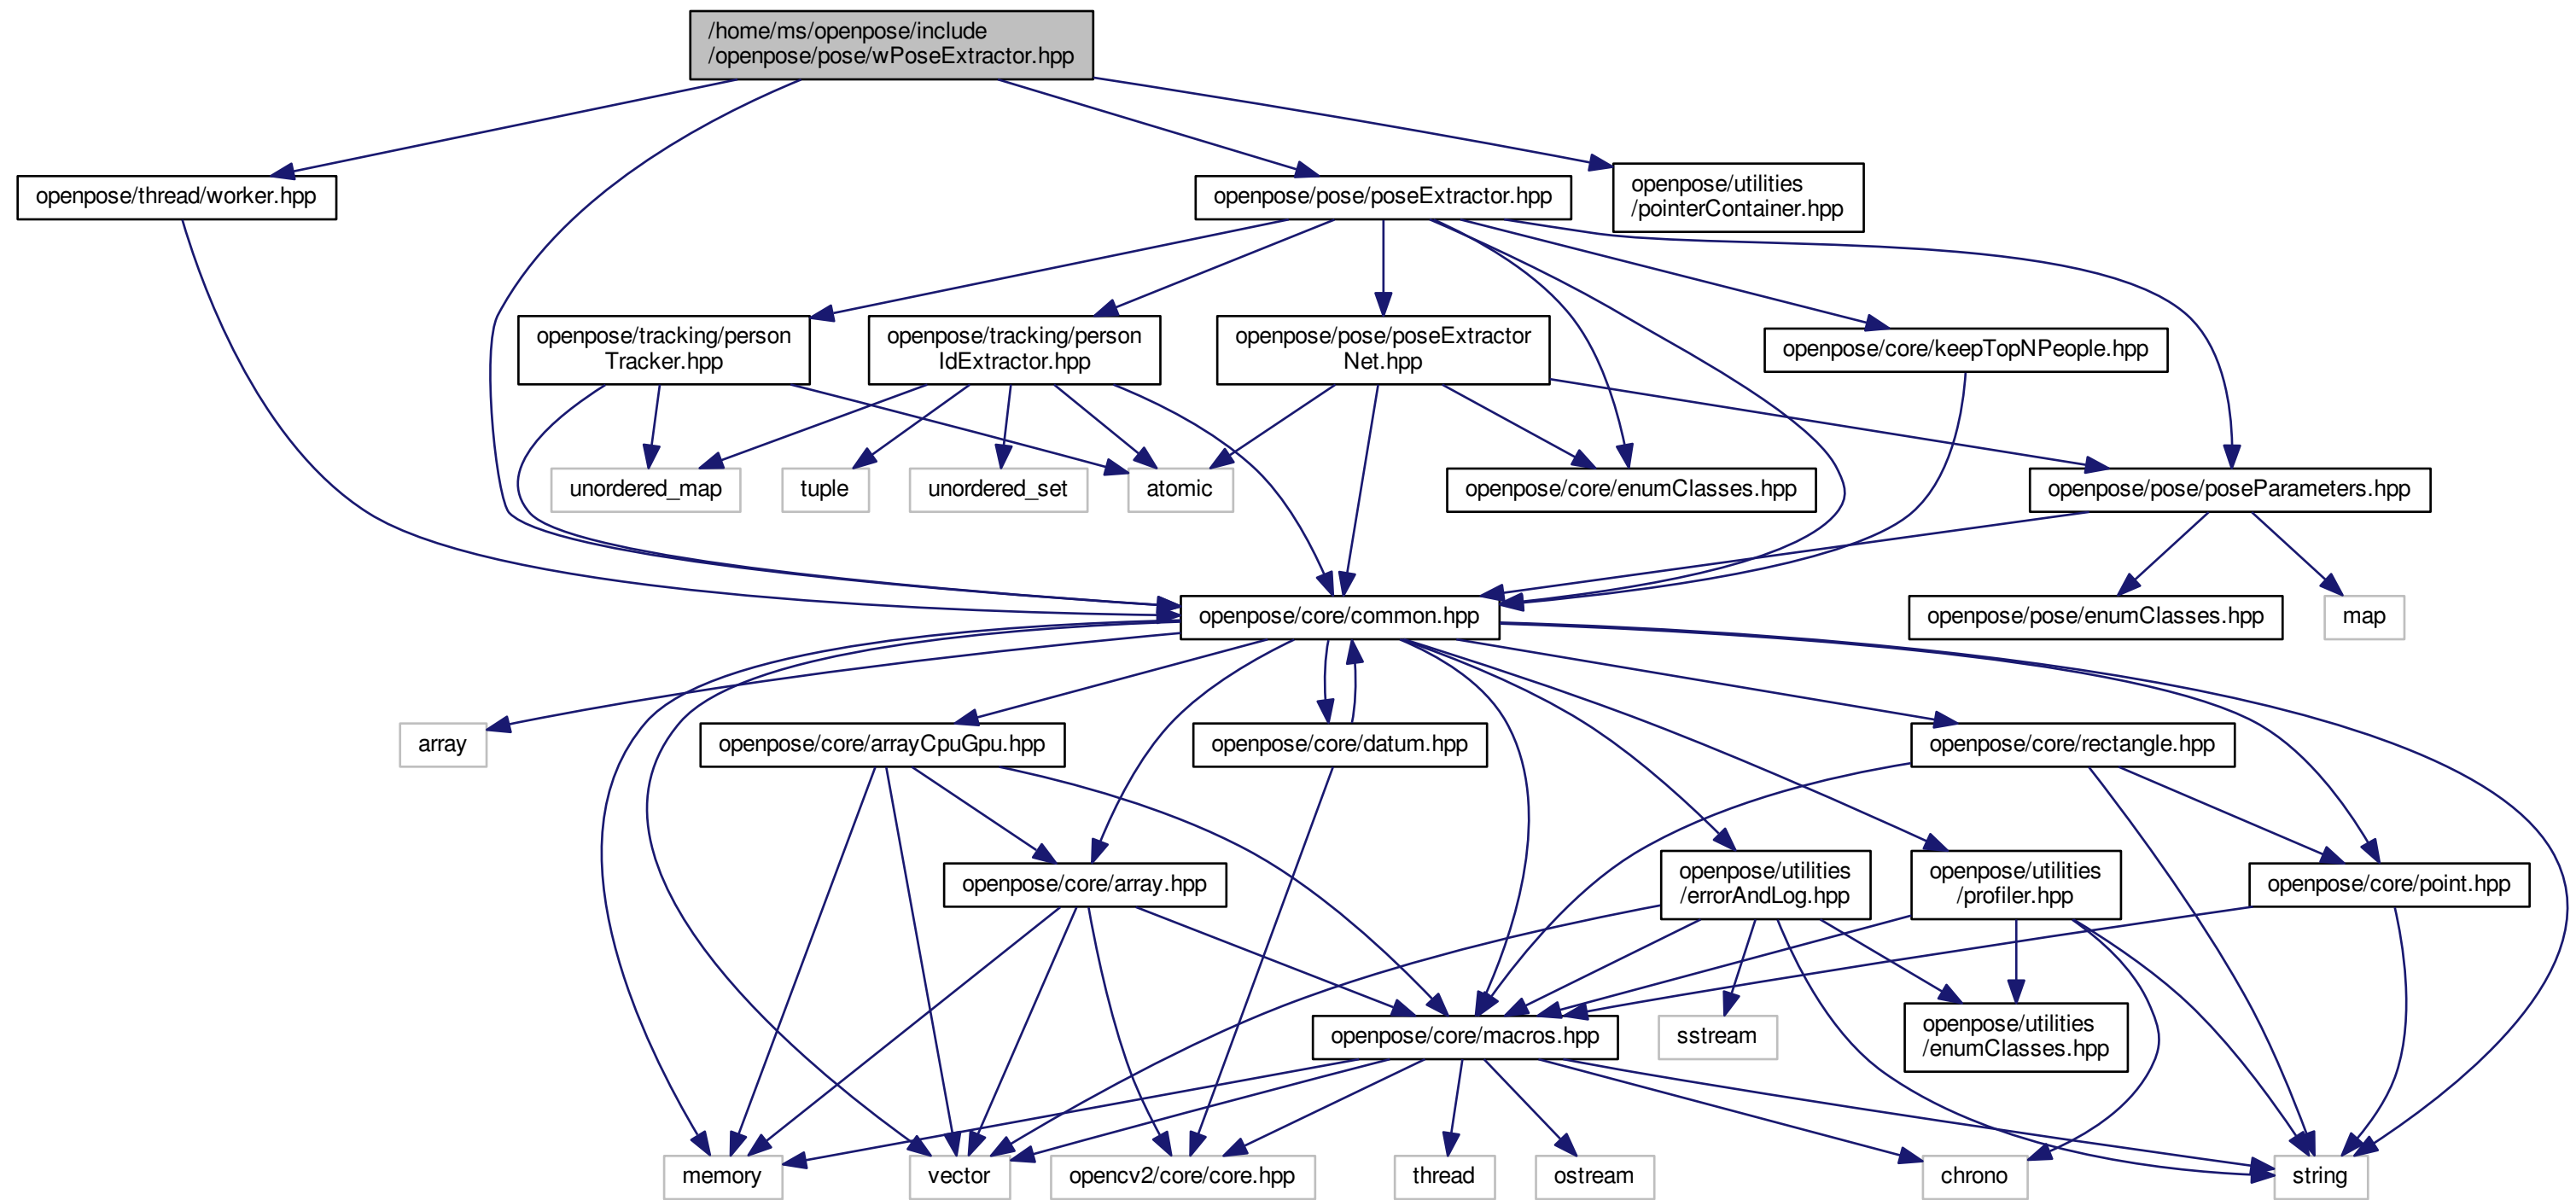 /home/ms/openpose/include
/openpose/pose/wPoseExtractor.hpp
openpose/thread/worker.hpp
openpose/pose/poseExtractor.hpp
openpose/utilities
/pointerContainer.hpp
openpose/tracking/person
Tracker.hpp
openpose/tracking/person
IdExtractor.hpp
openpose/pose/poseExtractor
Net.hpp
openpose/core/keepTopNPeople.hpp
unordered_map
tuple
unordered_set
atomic
openpose/core/enumClasses.hpp
openpose/pose/poseParameters.hpp
openpose/core/common.hpp
openpose/pose/enumClasses.hpp
map
array
openpose/core/arrayCpuGpu.hpp
openpose/core/datum.hpp
openpose/core/rectangle.hpp
openpose/core/array.hpp
openpose/utilities
/errorAndLog.hpp
openpose/utilities
/profiler.hpp
openpose/core/point.hpp
openpose/core/macros.hpp
sstream
openpose/utilities
/enumClasses.hpp
memory
vector
opencv2/core/core.hpp
thread
ostream
chrono
string